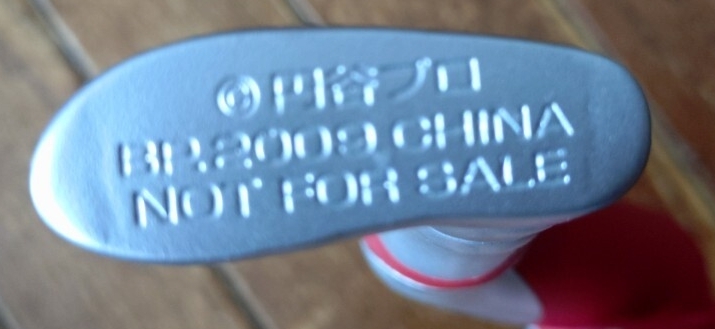 ©円谷プロ
BP.2009 CHINA
NOT FOR SALE